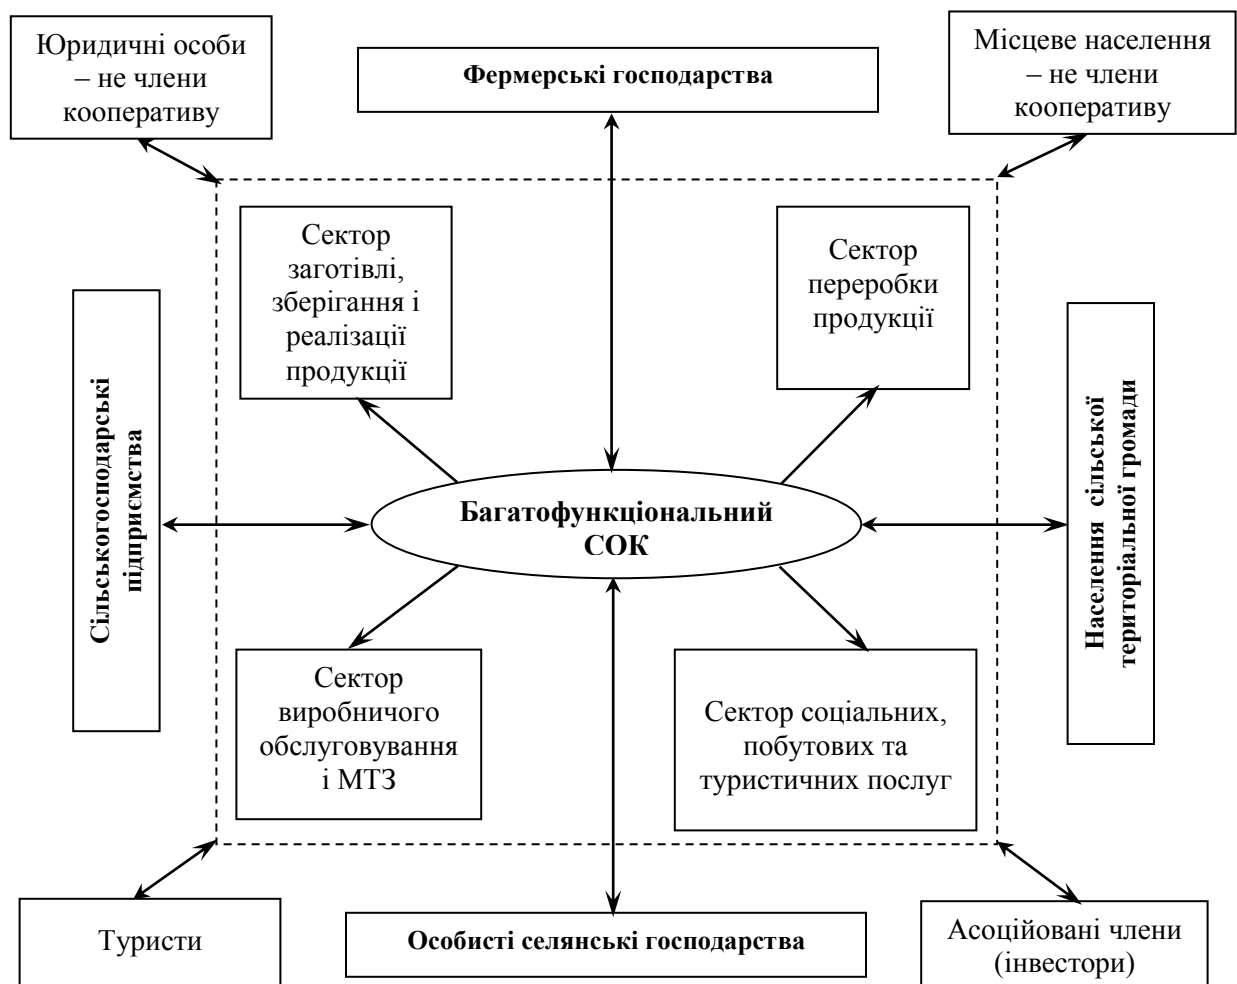 Юридичні особи
– не члени
кооперативу
Фермерські господарства
Місцеве населення
– не члени
кооперативу
Сектор
заготівлі,
зберігання і
реалізації
продукції
Сектор
переробки
продукції
Сільськогосподарські
підприємства
Багатофункціональний
СОК
Населення сільської
територіальної громади
Сектор
виробничого
обслуговування
і МТЗ
Сектор соціальних,
побутових та
туристичних послуг
Туристи
Особисті селянські господарства
Асоційовані члени
(інвестори)